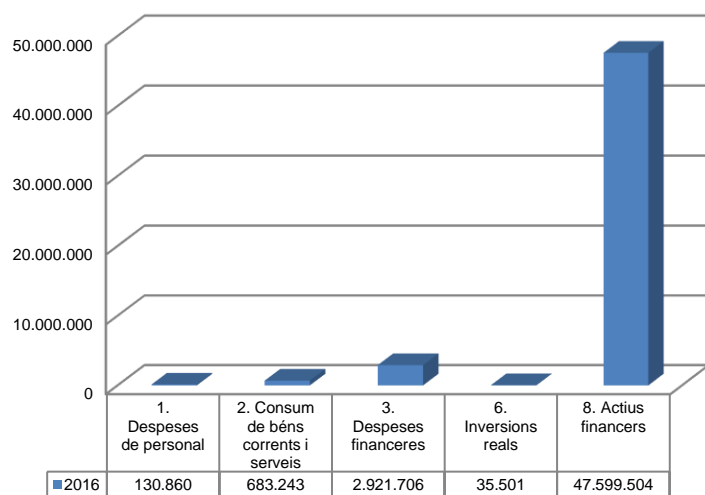 50.000.000
40.000.000
30.000.000
20.000.000
10.000.000
0
1.
Despeses
de personal
2. Consum
de béns
corrents i
serveis
3.
Despeses
financeres
6.
Inversions
reals
8. Actius
financers
2016 130.860 683.243 2.921.706 35.501 47.599.504